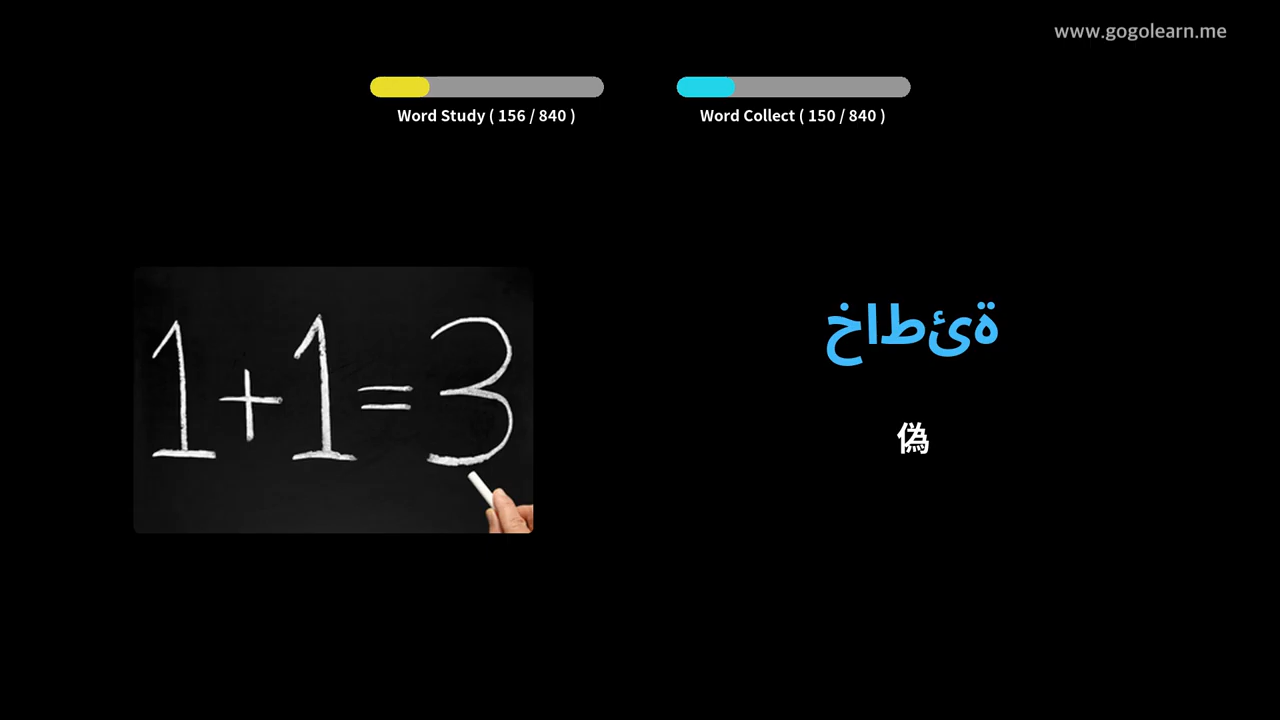 www.gogolearn.me
Word Study ( 156 / 840 )
Word Collect ( 150 / 840 )
1+1=3
خاطئة
偽